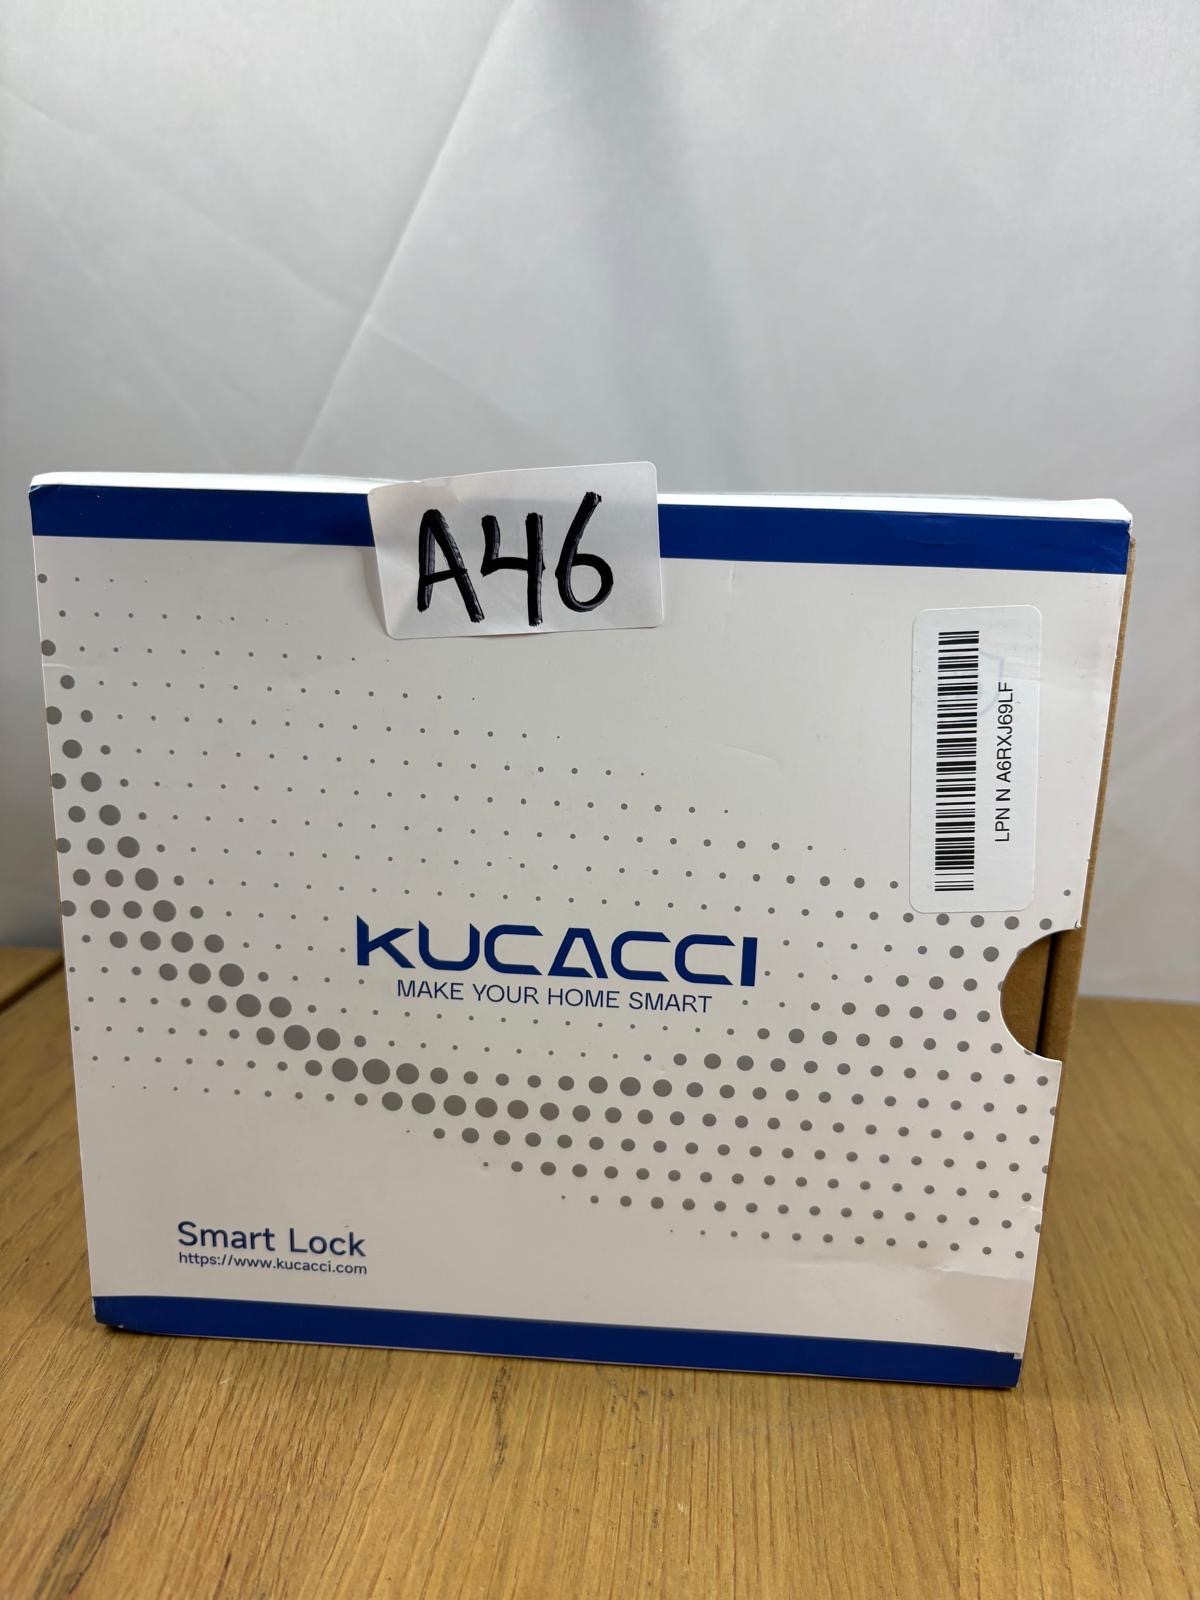 A46
LPN N A6RXJ69LF
KUCACCI
MAKE YOUR HOME SMART
Smart Lock
https://www.kucacci.com